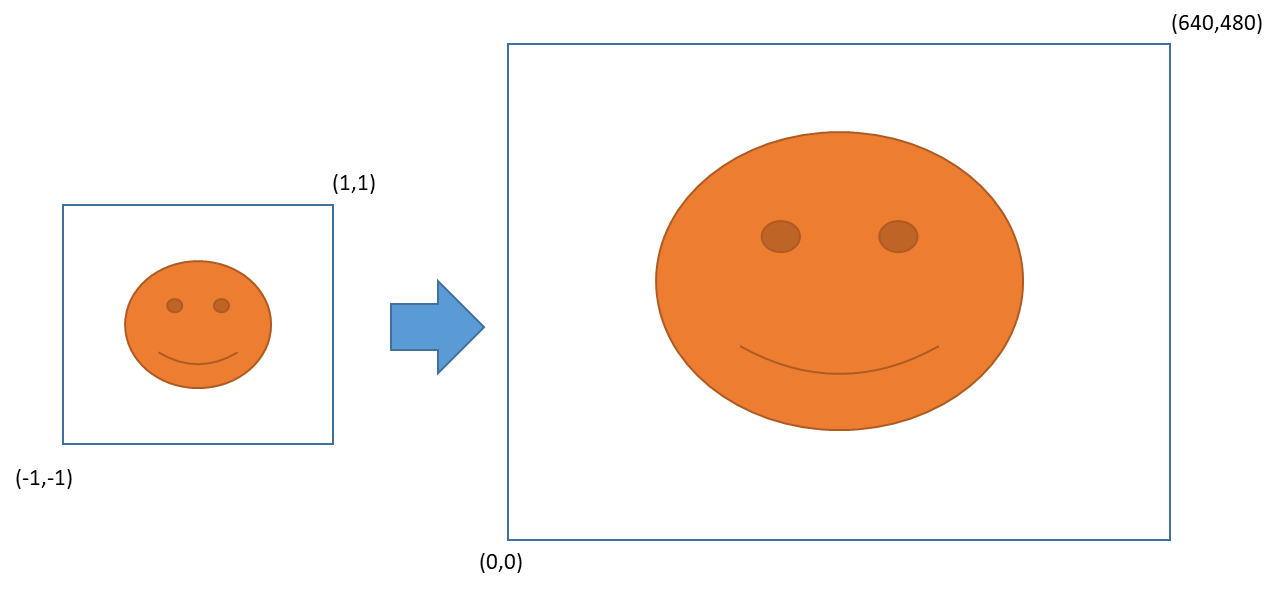 (640,480)
(1,1)
(-1,-1)
(0,0)